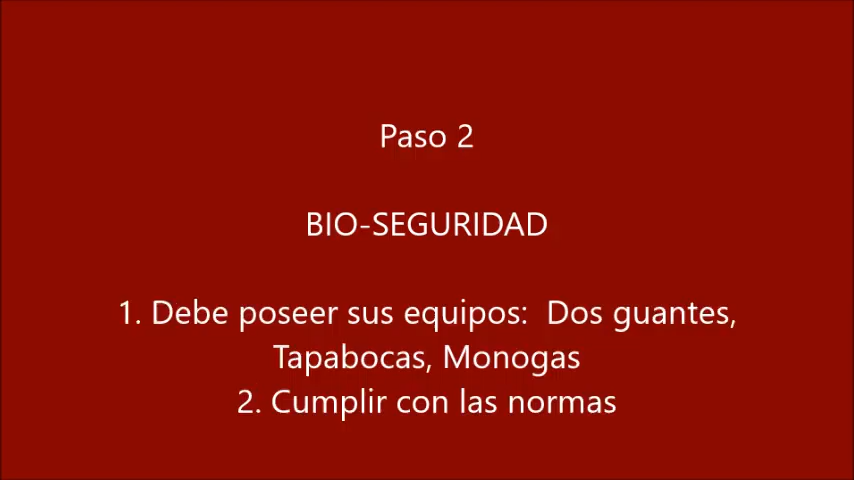 Paso 2
BIO-SEGURIDAD
1. Debe poseer sus equipos: Dos guantes,
Tapabocas, Monogas
2. Cumplir con las normas